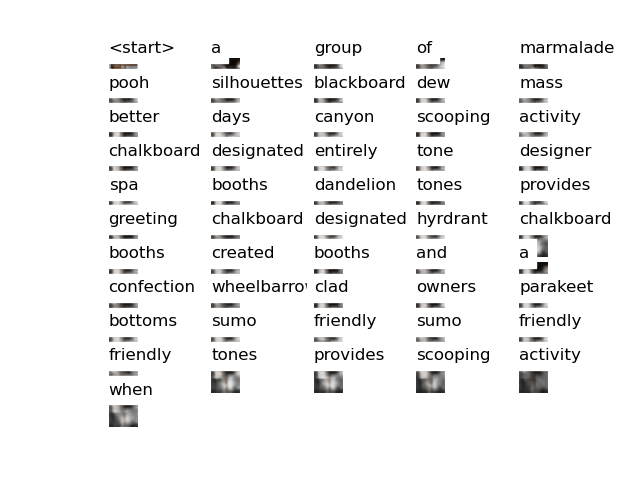 <start> a group of marmalade
pooh silhouettes blackboard dew mass
better days canyon scooping activity
chalkboard designated entirely tone designer
spa booths dandelion tones provides
greeting chalkboard designated hyrdrant chalkboard
booths created booths and a
confection wheelbarrow clad owners parakeet
bottoms sumo friendly sumo friendly
friendly tones provides scooping activity
when